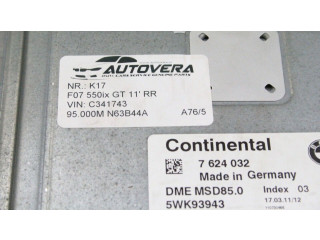 AUTOVERA
NR.: K17
F07 550ix GT 11' RR
VIN: C341743
95.000M N63B44A A76/5
Continental
7 624 032
Made in Germany
DME MSD85.0 Index 03
5WK93943 17.03.11/12